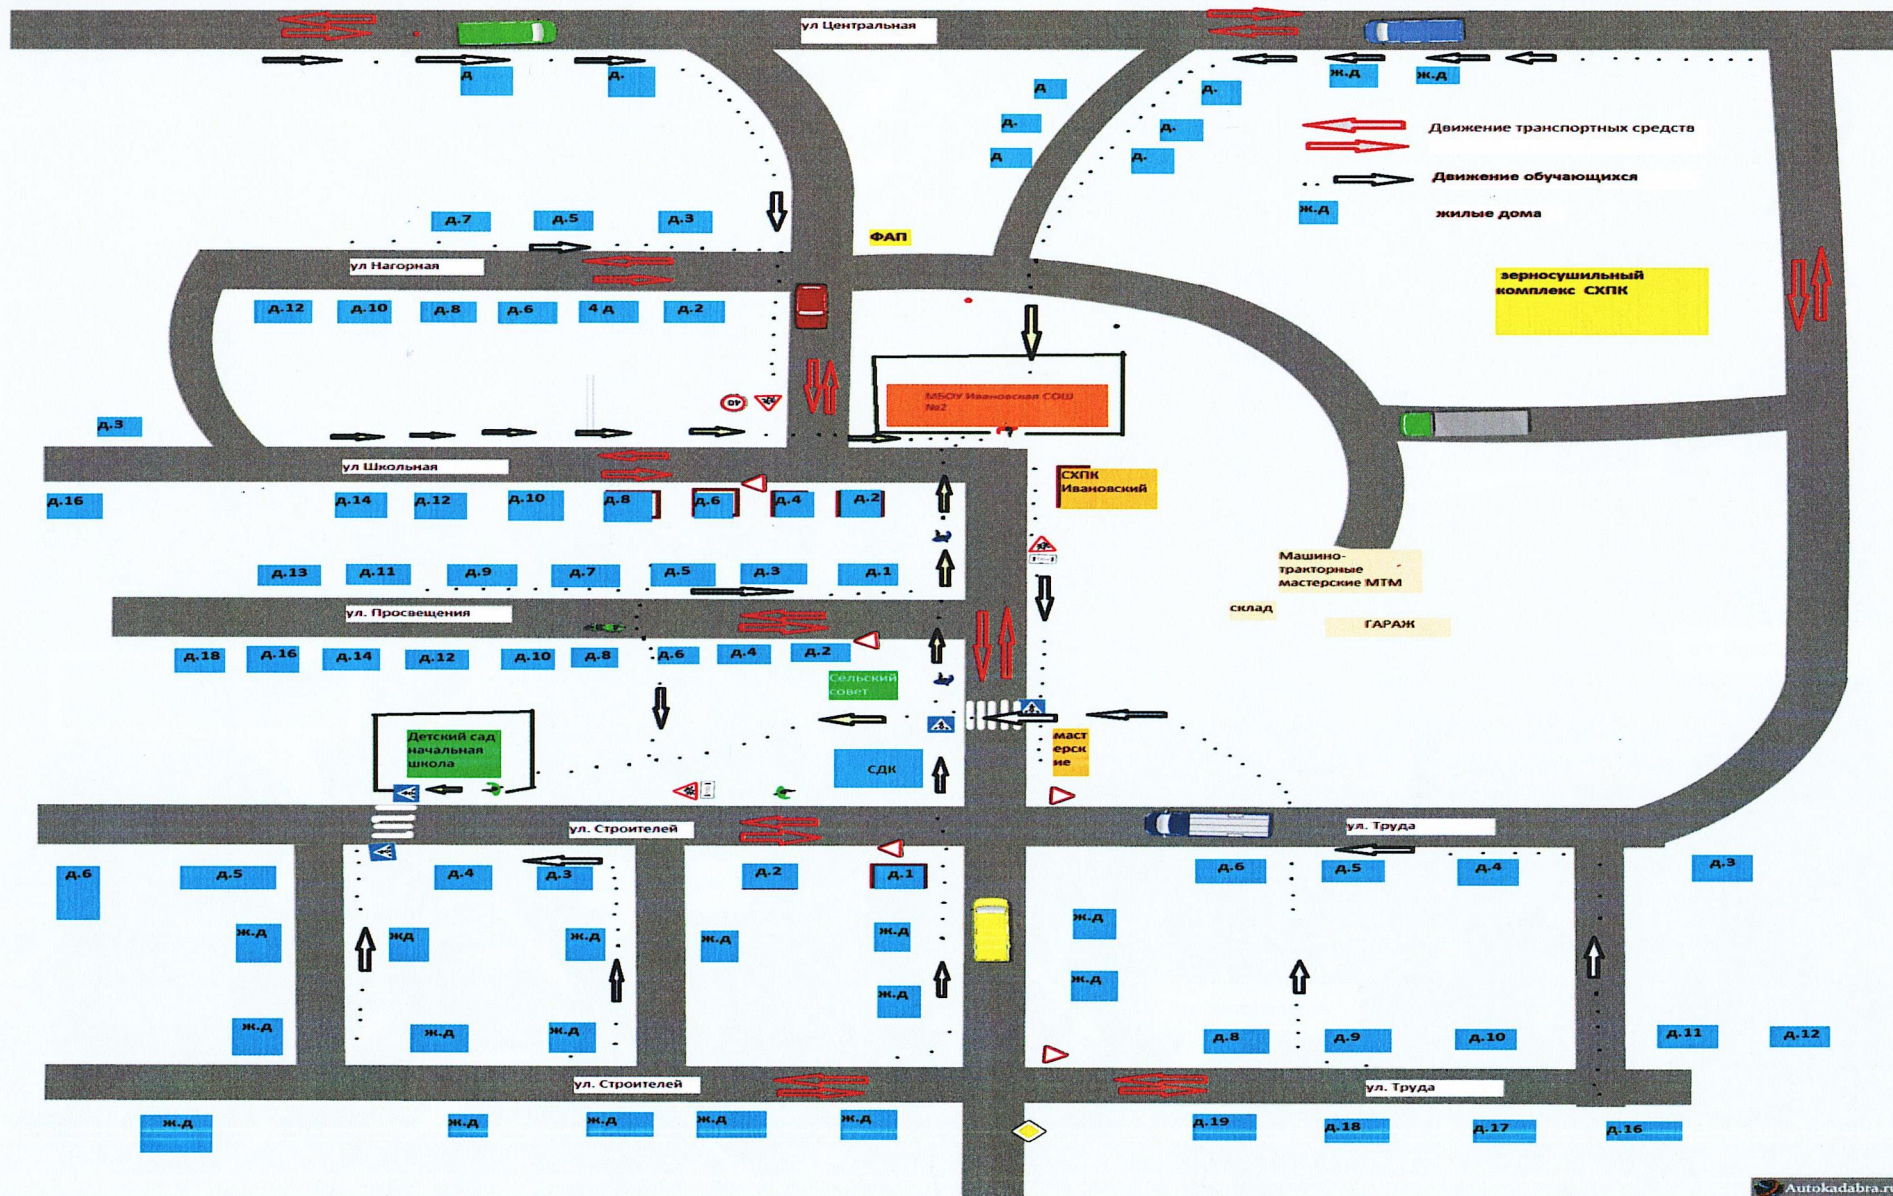 ул Центральная
д
д.
д
д.
д
д.
д.
д.
ж.д
ж.д
Движение транспортных средств
Движение обучающихся
ж.д
жилые дома
д.7
д.5
д.3
ФАП
ул Нагорная
зерносушильный
комплекс СХПК
д.12
д.10
д.8
д.6
4 д
д.2
40
МБОУ Ивановская СОШ
№2
д.3
ул Школьная
СХПК
Ивановский
д.16
д.14
д.12
д.10
д.8
д.6
д.4
д.2
д.13
д.11
д.9
д.7
д.5
д.3
д.1
Машино-
тракторные
мастерские МТМ
склад
ГАРАЖ
ул. Просвещения
д.18
д.16
д.14
д.12
д.10
д.8
д.6
д.4
д.2
Сельский
совет
Детский сад
начальная
школа
СДК
маст
ерск
ие
ул. Строителей
ул. Труда
д.6
д.5
д.4
д.3
д.2
д.1
д.6
д.5
д.4
д.3
ж.д
жд
ж.д
ж.д
ж.д
ж.д
ж.д
ж.д
ж.д
ж.д
ж.д
ж.д
д.8
д.9
д.10
д.11
д.12
ул. Строителей
ул. Труда
ж.д
ж.д
ж.д
ж.д
ж.д
д.19
д.18
д.17
д.16
Autokadabra.ru